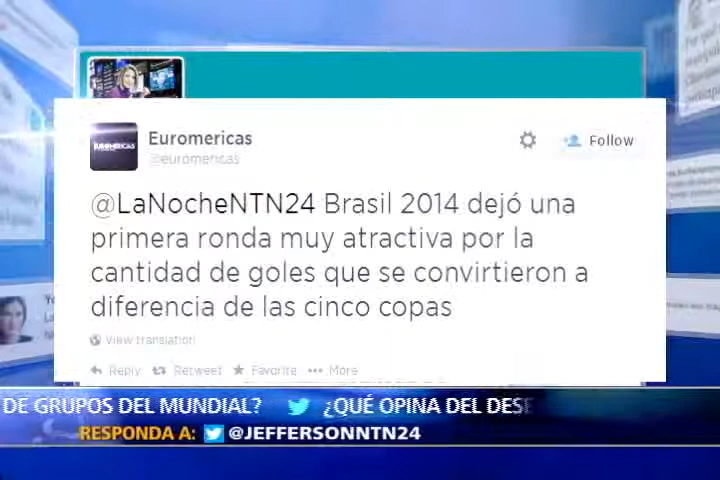 Euromericas
@euromericas
Follow
@LaNocheNTN24 Brasil 2014 dejó una
primera ronda muy atractiva por la
cantidad de goles que se convirtieron a
diferencia de las cinco copas
View translation
Reply Retweet Favorite More
DE GRUPOS DEL MUNDIAL? ¿QUÉ OPINA DEL DESE
RESPONDA A: @JEFFERSONNTN24